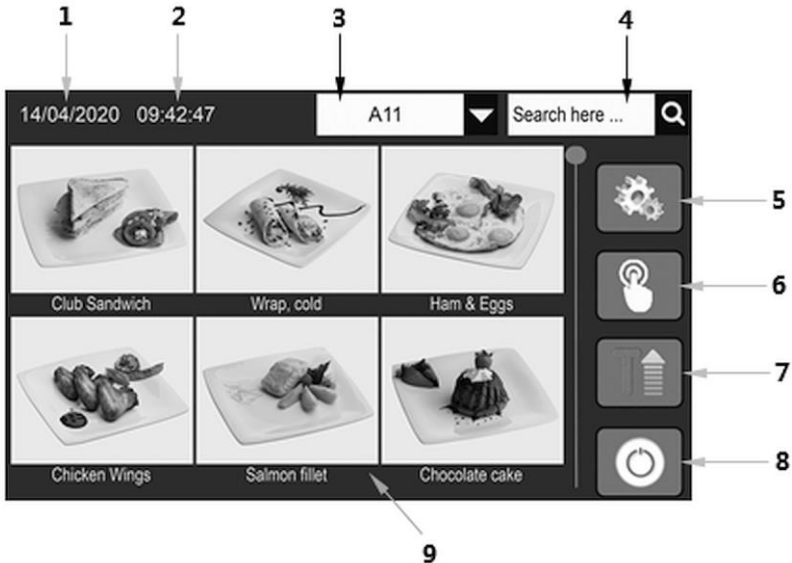 1 2 3 4
14/04/2020 09:42:47 A11 Search here ...
5
6
Club Sandwich Wrap, cold Ham & Eggs
7
T
8
Chicken Wings Salmon fillet Chocolate cake
9